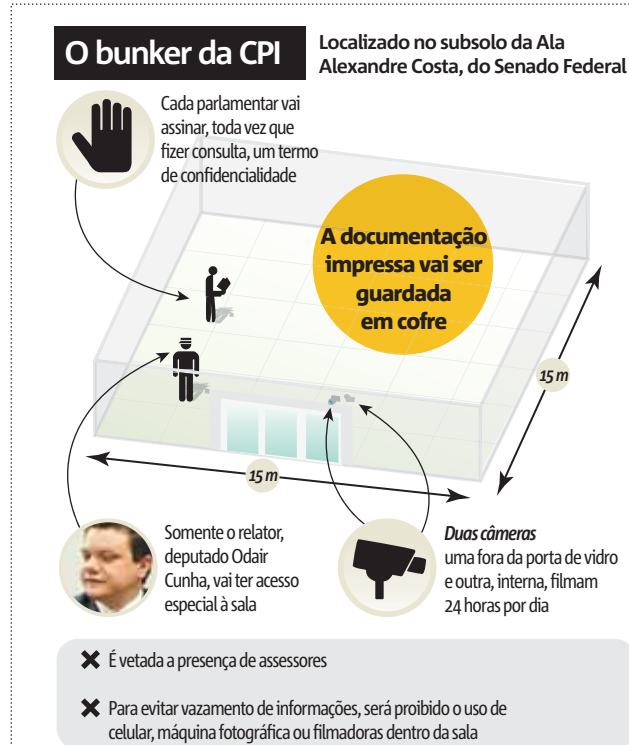 O bunker da CPI
Localizado no subsolo da Ala
Alexandre Costa, do Senado Federal
Cada parlamentar vai
assinar, toda vez que
fizer consulta, um termo
de confidencialidade
A documentação
impressa vai ser
guardada
em cofre
15 m
15 m
Somente o relator,
deputado Odair
Cunha, vai ter acesso
especial à sala
Duas câmeras
uma fora da porta de vidro
e outra, interna, filmam
24 horas por dia
É vetada a presença de assessores
Para evitar vazamento de informações, será proibido o uso de
celular, máquina fotográfica ou filmadoras dentro da sala